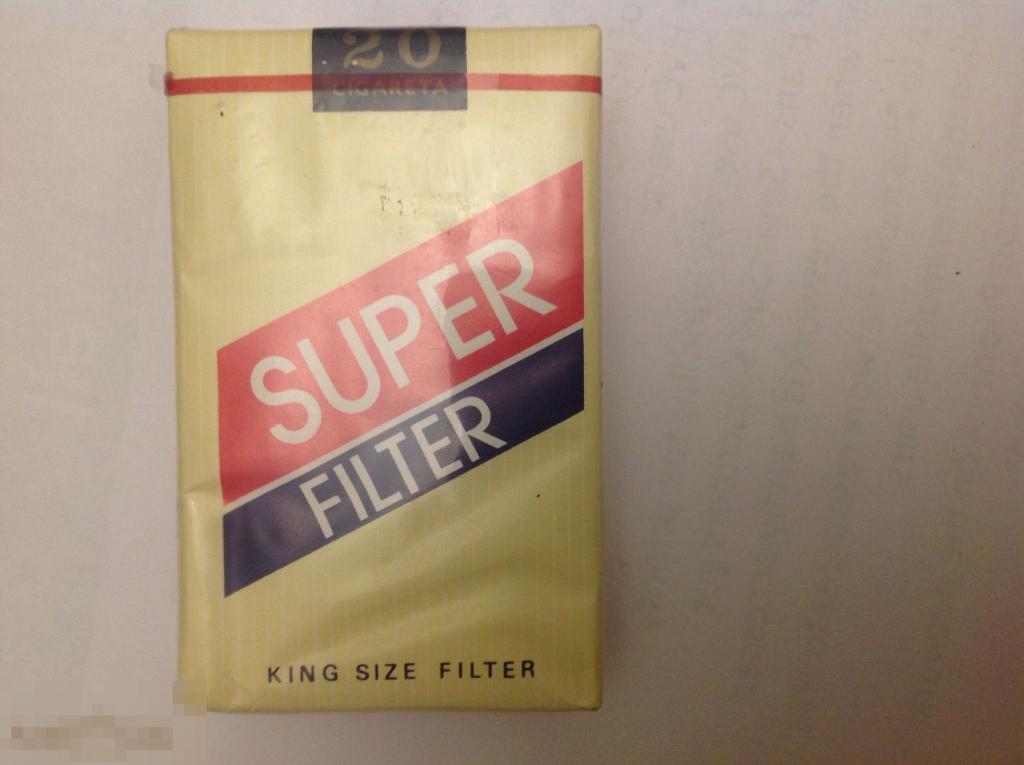 20
CIGARETA
SUPER
FILTER
KING SIZE FILTER